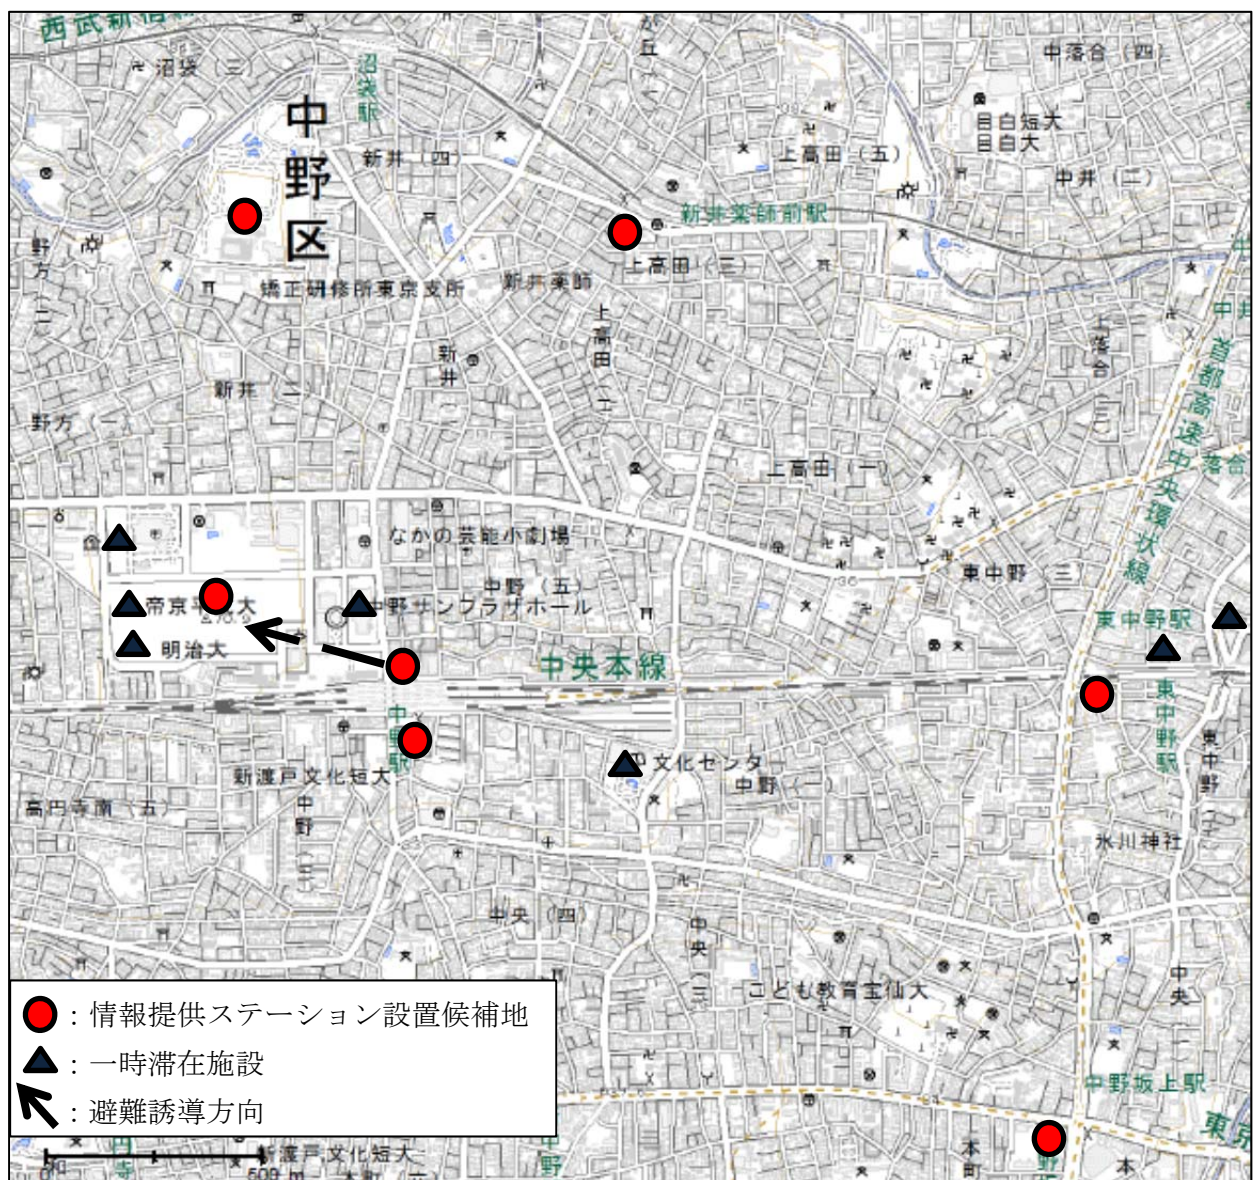 西武新宿線
中落合（四）
沼袋（三）
沼袋駅
中野区
目白短大
目白大
新井（四）
上高田（五）
中井（二）
新井薬師前駅
上高田（三）
矯正研修所東京支所
新井薬師
上高田（二）
新井（二）
野方（一）
上高田（一）
首都高速中央環状線
落合
なかの芸能小劇場
中野（五）
東中野（三）
帝京平 大
中野サンプラザホール
明治大
東中野駅
中央本線
東中野駅
中野駅
文化センタ
中野（一）
新渡戸文化短大
高円寺南（五）
氷川神社
中央（四）
こども教育宝仙大
中野坂上駅
本町
：情報提供ステーション設置候補地
：一時滞在施設
：避難誘導方向
新渡戸文化短大
500 m